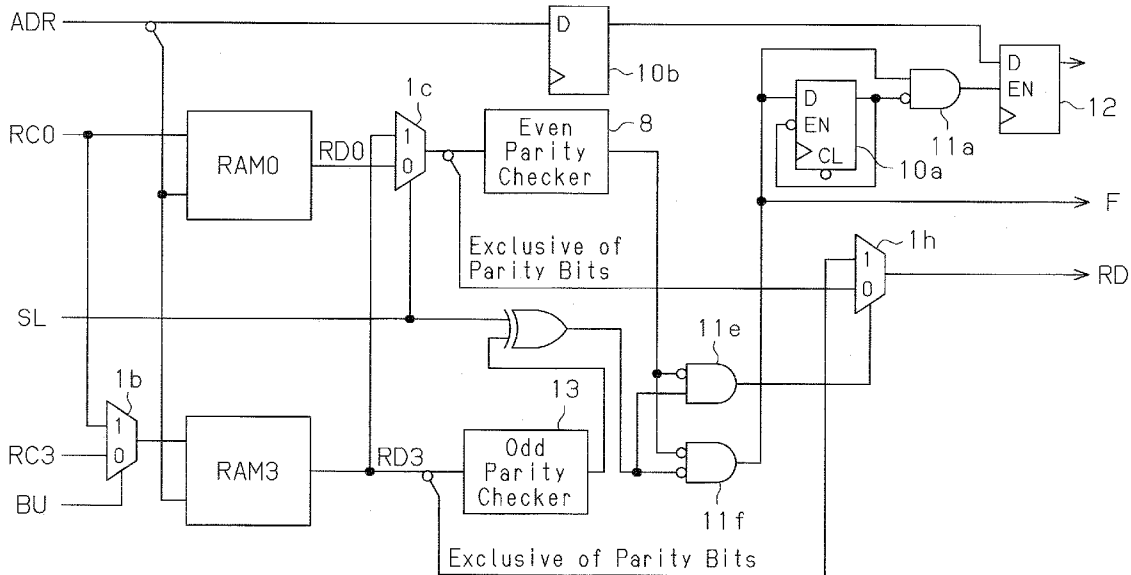 ADR
D
10b
D
EN
12
11a
D
EN
CL
10a
1c
1
0
Even
Parity
Checker
8
RC0
RAM0
RD0
F
Exclusive of
Parity Bits
1h
1
0
RD
SL
11e
1b
1
0
RC3
BU
RAM3
RD3
13
Odd
Parity
Checker
11f
Exclusive of Parity Bits